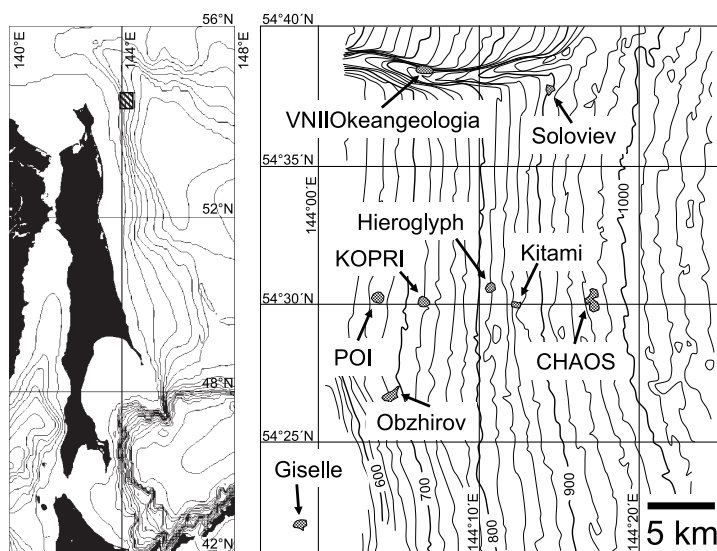 140°E
144°E
148°E
56°N
52°N
48°N
42°N
54°40'N
54°35'N
54°30'N
54°25'N
144°00'E
144°10'E
144°20'E
VNIIOkeangeologia
Soloviev
1000
Hieroglyph
KOPRI
Kitami
POI
CHAOS
Obzhirov
Giselle
600
700
800
900
5 km